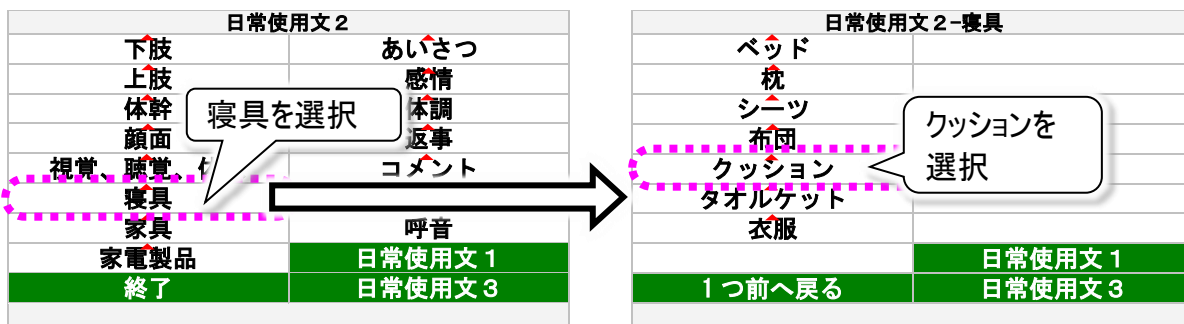 日常使用文2
下肢 あいさつ
上肢 感情
体幹 体調
顔面 返事
視覚、聴覚、 コメント
寝具
家具 呼音
家電製品 日常使用文1
終了 日常使用文3
寝具を選択
日常使用文2-寝具
ベッド
枕
シーツ
布団
クッション
タオルケット
衣服
日常使用文1
1つ前へ戻る 日常使用文3
クッションを
選択